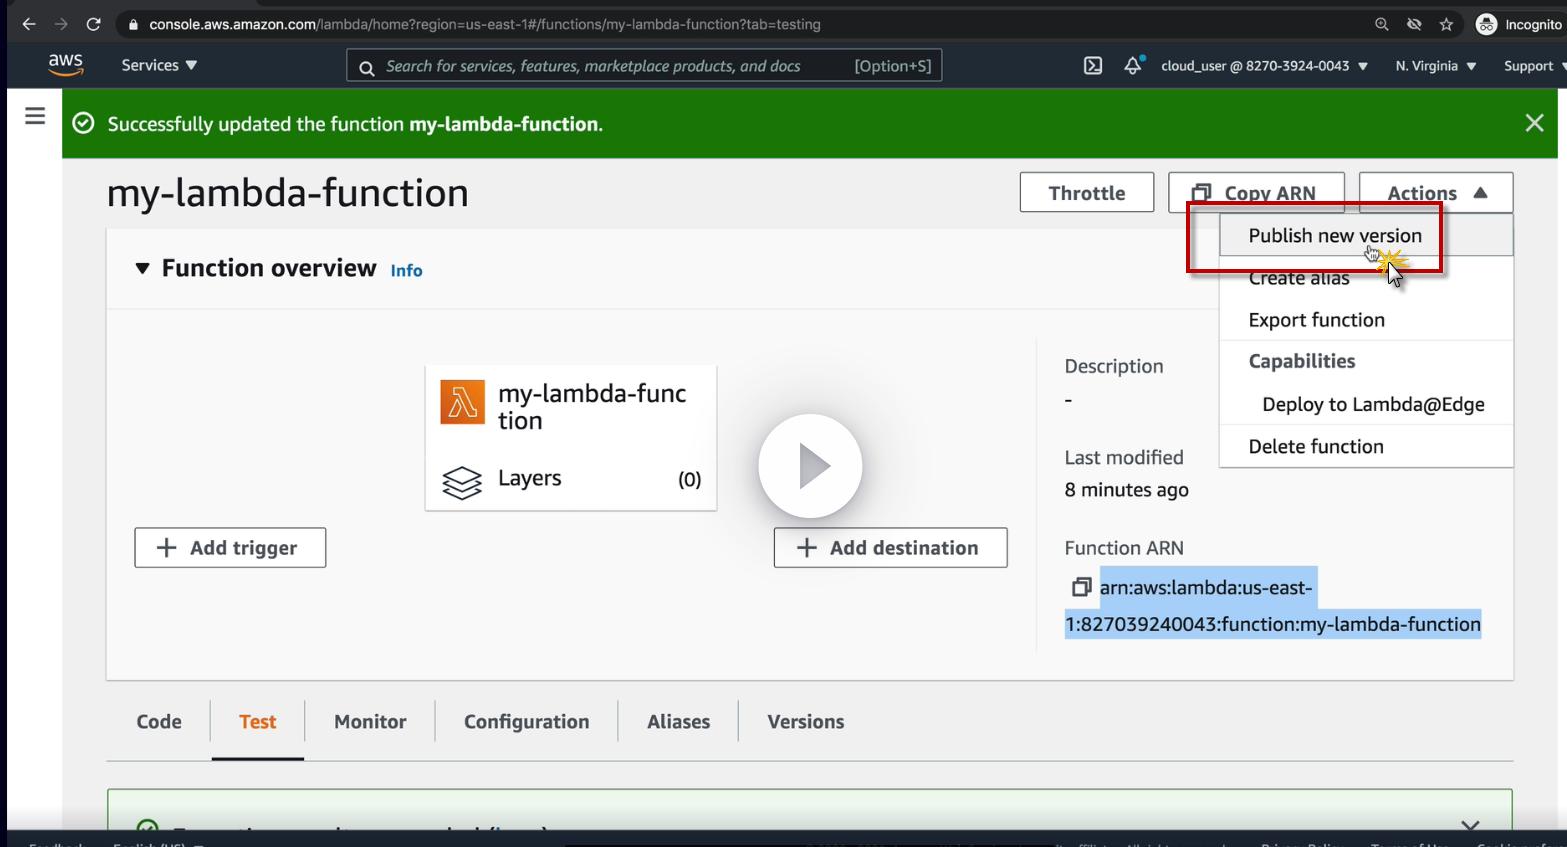 console.aws.amazon.com/lambda/home?region=us-east-1#/functions/my-lambda-function?tab=testing
Incognito
aws
Services
Search for services, features, marketplace products, and docs
[Option+S]
cloud_user @ 8270-3924-0043
N. Virginia
Support
Successfully updated the function my-lambda-function.
my-lambda-function
Throttle
Copy ARN
Actions
Publish new version
Create alias
Export function
Capabilities
Deploy to Lambda@Edge
Delete function
Function overview
Info
my-lambda-func
tion
Layers
(0)
Add trigger
Add destination
Description
-
Last modified
8 minutes ago
Function ARN
arn:aws:lambda:us-east-
1:827039240043:function:my-lambda-function
Code
Test
Monitor
Configuration
Aliases
Versions